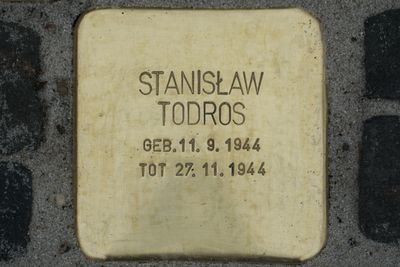 STANISŁAW
TODROS
GEB. 11. 9. 1944
TOT 27. 11. 1944